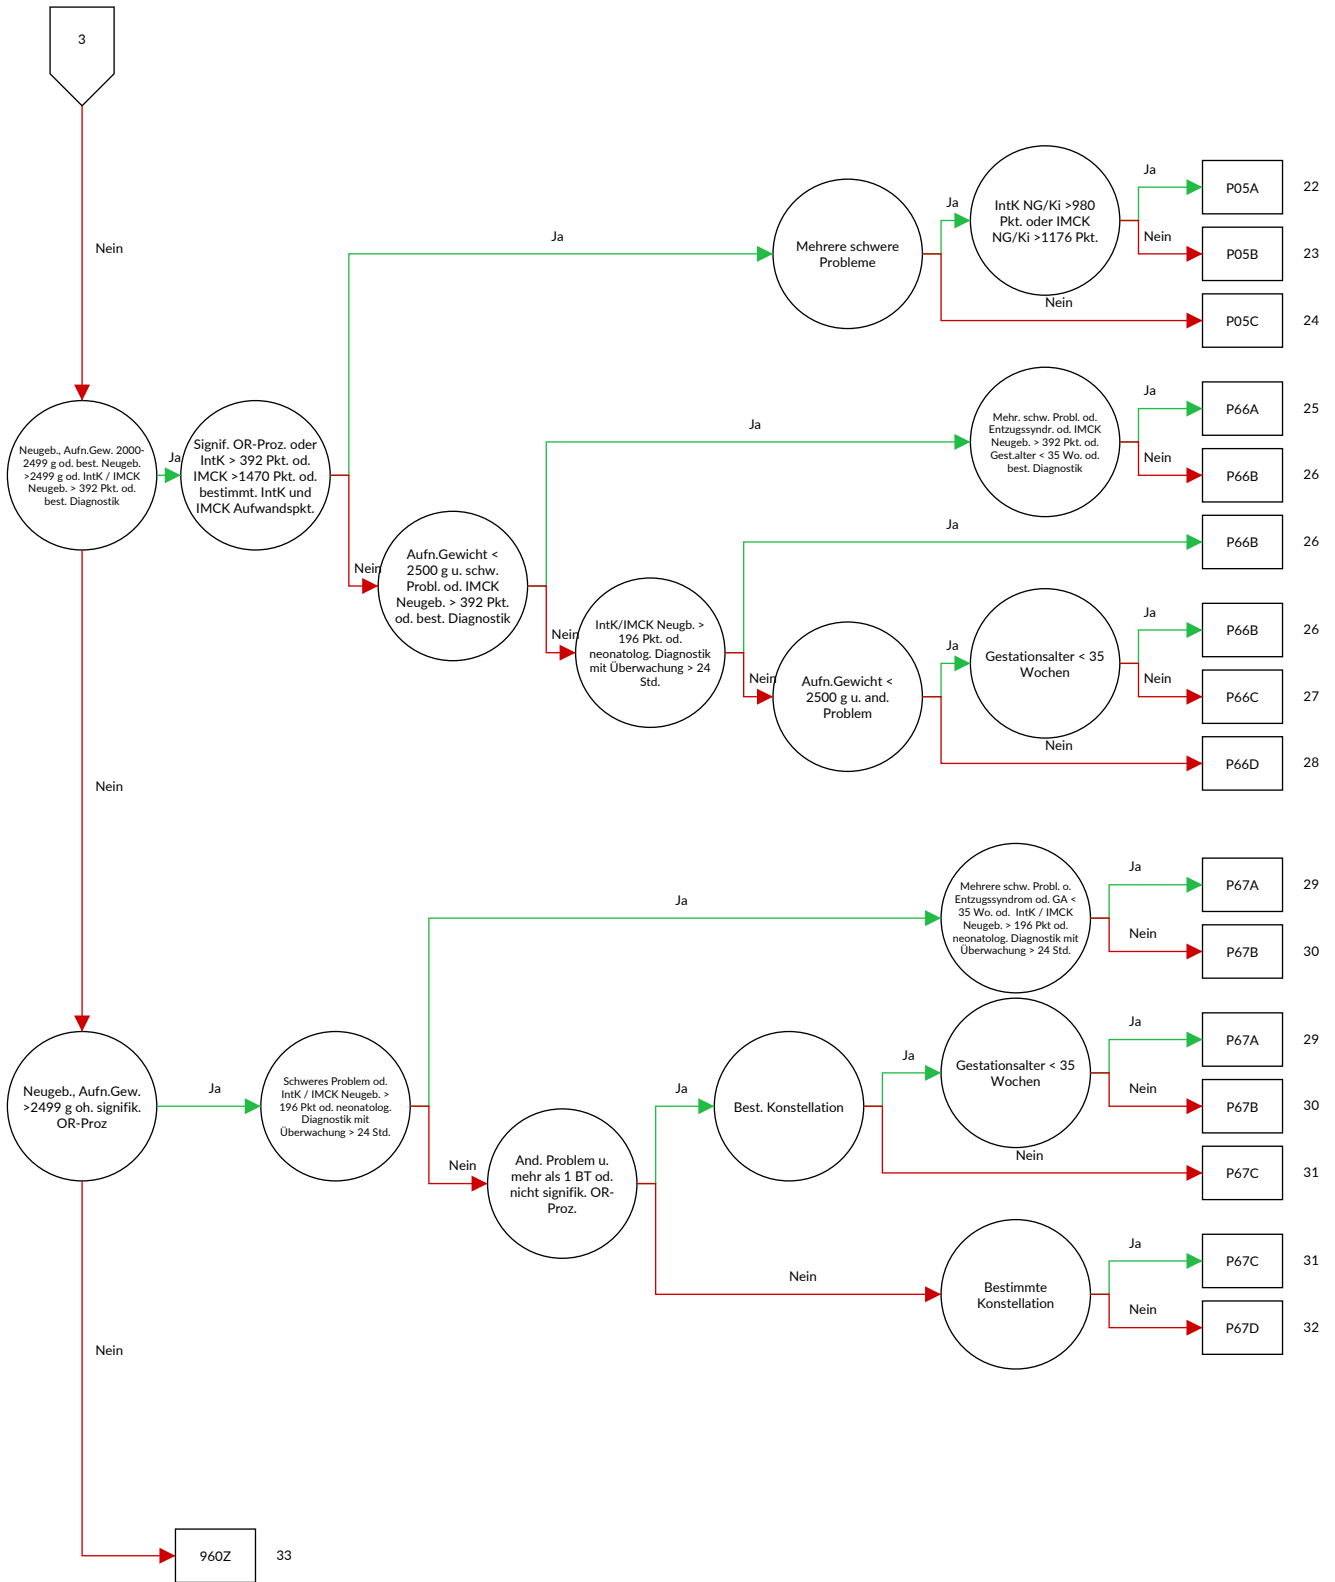 3
Nein
Ja
Mehrere schwere
Probleme
Ja
IntK NG/Ki >980
Pkt. oder IMCK
NG/Ki >1176 Pkt.
Ja
P05A
22
Nein
P05B
23
Nein
P05C
24
Neugeb., Aufn.Gew. 2000-
2499 g od. best. Neugeb.
>2499 g od. IntK / IMCK
Neugeb. > 392 Pkt. od.
best. Diagnostik
Ja
Signif. OR-Proz. oder
IntK > 392 Pkt. od.
IMCK >1470 Pkt. od.
bestimmt. IntK und
IMCK Aufwandspkt.
Nein
Aufn.Gewicht <
2500 g u. schw.
Probl. od. IMCK
Neugeb. > 392 Pkt.
od. best. Diagnostik
Ja
Mehr. schw. Probl. od.
Entzugssyndr. od. IMCK
Neugeb. > 392 Pkt. od.
Gest.alter < 35 Wo. od.
best. Diagnostik
Ja
P66A
25
Nein
P66B
26
Nein
IntK/IMCK Neugb. >
196 Pkt. od.
neonatolog. Diagnostik
mit Überwachung > 24
Std.
Ja
P66B
26
Nein
Aufn.Gewicht <
2500 g u. and.
Problem
Ja
Gestationsalter < 35
Wochen
Ja
P66B
26
Nein
P66C
27
Nein
P66D
28
Nein
Neugeb., Aufn.Gew.
>2499 g oh. signifik.
OR-Proz
Ja
Schweres Problem od.
IntK / IMCK Neugeb. >
196 Pkt od. neonatolog.
Diagnostik mit
Überwachung > 24 Std.
Ja
Mehrere schw. Probl. o.
Entzugssyndrom od. GA <
35 Wo. od.  IntK / IMCK
Neugeb. > 196 Pkt od.
neonatolog. Diagnostik mit
Überwachung > 24 Std.
Ja
P67A
29
Nein
P67B
30
Nein
And. Problem u.
mehr als 1 BT od.
nicht signifik. OR-
Proz.
Ja
Best. Konstellation
Ja
Gestationsalter < 35
Wochen
Ja
P67A
29
Nein
P67B
30
Nein
P67C
31
Nein
Bestimmte
Konstellation
Ja
P67C
31
Nein
P67D
32
Nein
960Z
33